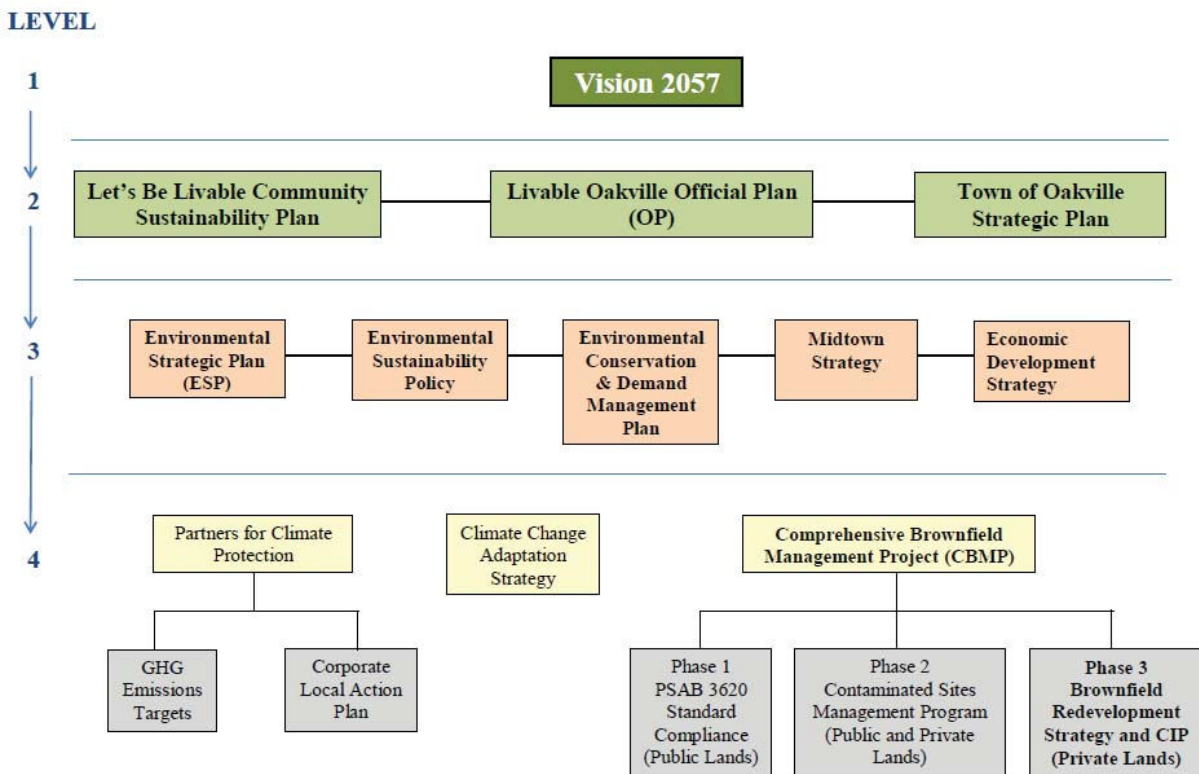 LEVEL
1
Vision 2057
2
Let's Be Livable Community
Sustainability Plan
Livable Oakville Official Plan
(OP)
Town of Oakville
Strategic Plan
3
Environmental
Strategic Plan
(ESP)
Environmental
Sustainability
Policy
Environmental
Conservation
& Demand
Management
Plan
Midtown
Strategy
Economic
Development
Strategy
4
Partners for Climate
Protection
Climate Change
Adaptation
Strategy
Comprehensive Brownfield
Management Project (CBMP)
GHG
Emissions
Targets
Corporate
Local Action
Plan
Phase 1
PSAB 3620
Standard
Compliance
(Public Lands)
Phase 2
Contaminated Sites
Management Program
(Public and Private
Lands)
Phase 3
Brownfield
Redevelopment
Strategy and CIP
(Private Lands)